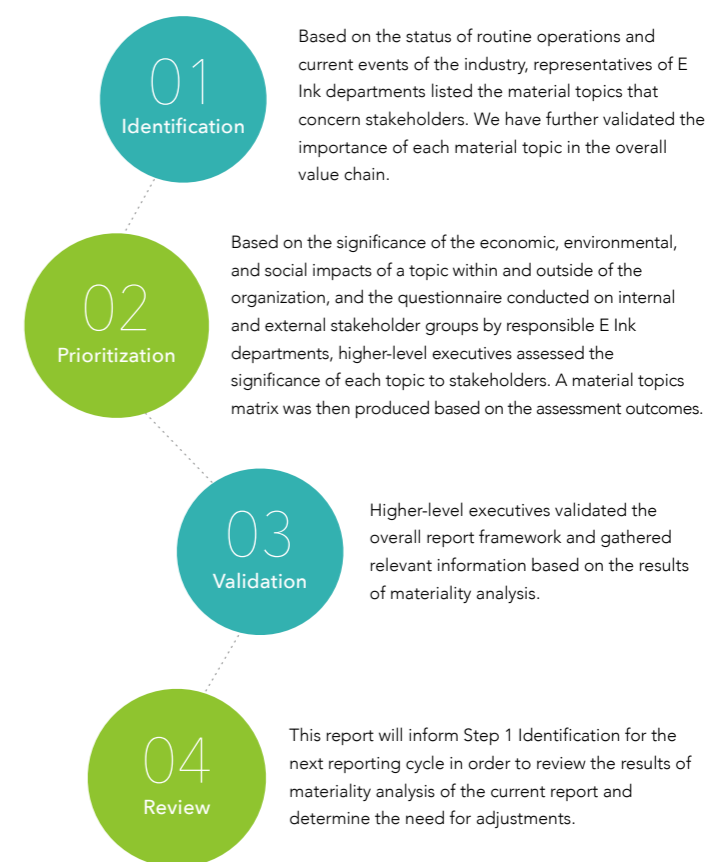 01
Identification
Based on the status of routine operations and
current events of the industry, representatives of E
Ink departments listed the material topics that
concern stakeholders. We have further validated the
importance of each material topic in the overall
value chain.
02
Prioritization
Based on the significance of the economic, environmental,
and social impacts of a topic within and outside of the
organization, and the questionnaire conducted on internal
and external stakeholder groups by responsible E Ink
departments, higher-level executives assessed the
significance of each topic to stakeholders. A material topics
matrix was then produced based on the assessment outcomes.
03
Validation
Higher-level executives validated the
overall report framework and gathered
relevant information based on the results
of materiality analysis.
04
Review
This report will inform Step 1 Identification for the
next reporting cycle in order to review the results of
materiality analysis of the current report and
determine the need for adjustments.